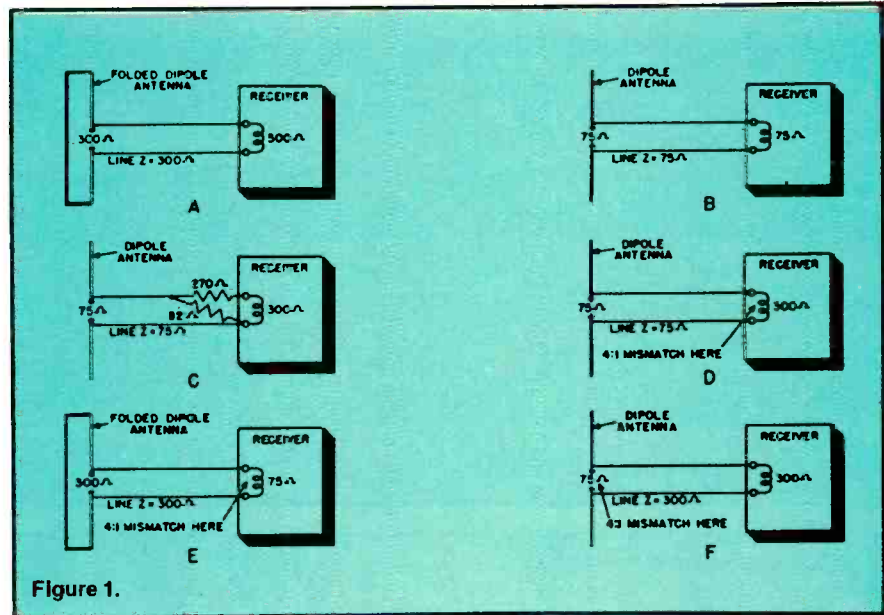 FOLDED DIPOLE
ANTENNA
RECEIVER
300Ω
300Ω
LINE Z = 300Ω
A
DIPOLE
ANTENNA
RECEIVER
75Ω
75Ω
LINE Z = 75Ω
B
DIPOLE
ANTENNA
RECEIVER
270Ω
75Ω
82Ω
300Ω
LINE Z = 75Ω
C
DIPOLE
ANTENNA
RECEIVER
75Ω
300Ω
LINE Z = 75Ω
4:1 MISMATCH HERE
D
FOLDED DIPOLE
ANTENNA
RECEIVER
300Ω
75Ω
LINE Z = 300Ω
4:1 MISMATCH HERE
E
DIPOLE
ANTENNA
RECEIVER
75Ω
300Ω
LINE Z = 300Ω
MISMATCH HERE
F
Figure 1.